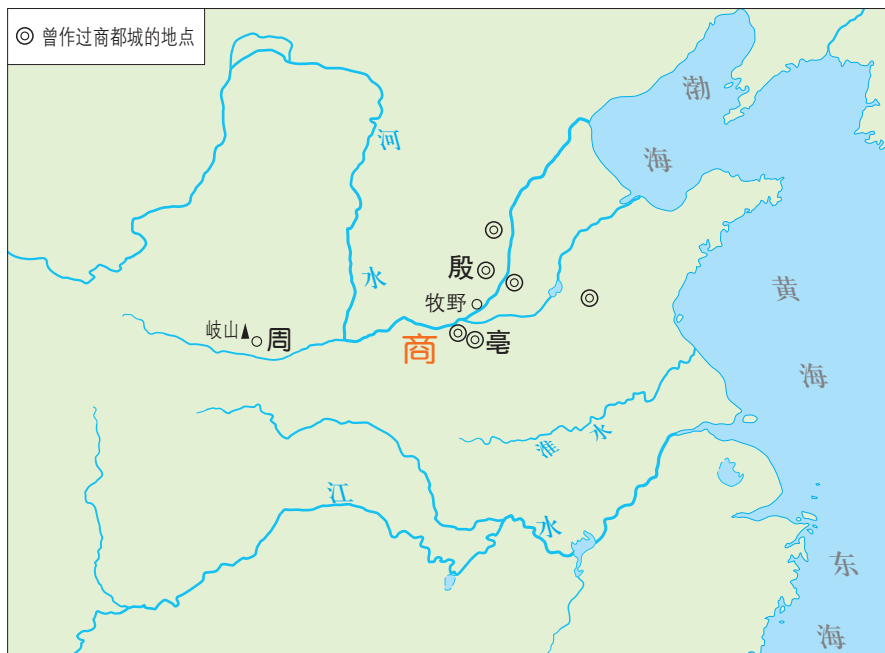 曾作过商都城的地点
渤
海
河
水
殷
牧野
岐山
周
商
亳
黄
海
淮水
江
水
东
海